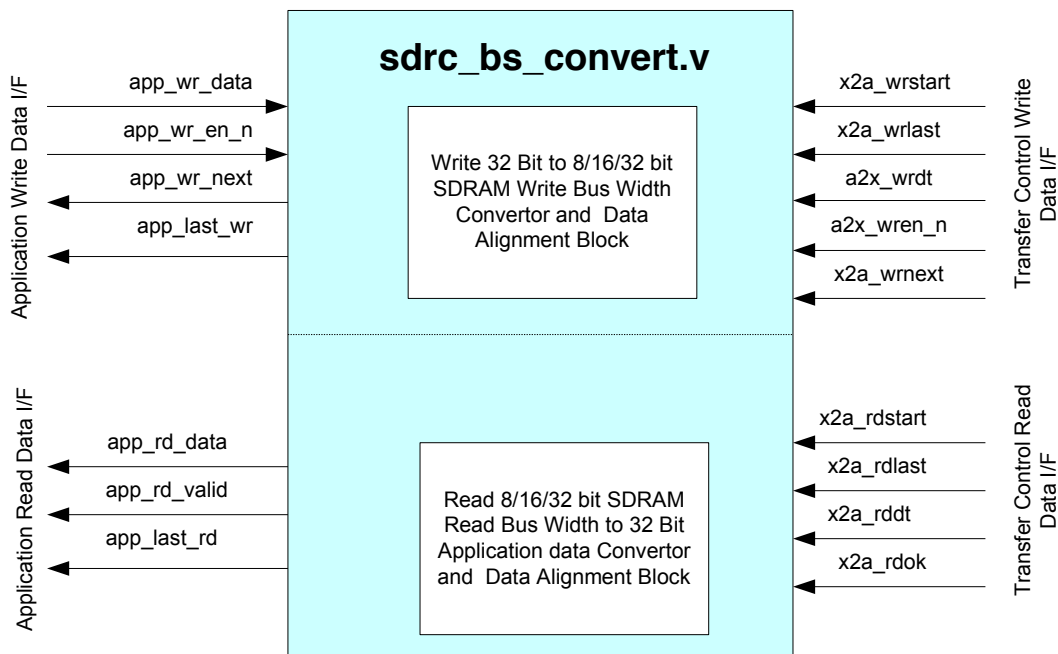 sdrc_bs_convert.v
Application Write Data I/F
app_wr_data
app_wr_en_n
app_wr_next
app_last_wr
Write 32 Bit to 8/16/32 bit
SDRAM Write Bus Width
Convertor and Data
Alignment Block
x2a_wrstart
x2a_wrlast
a2x_wrdt
a2x_wren_n
x2a_wrnext
Transfer Control Write
Data I/F
Application Read Data I/F
app_rd_data
app_rd_valid
app_last_rd
Read 8/16/32 bit SDRAM
Read Bus Width to 32 Bit
Application data Convertor
and Data Alignment Block
x2a_rdstart
x2a_rdlast
x2a_rddt
x2a_rdok
Transfer Control Read
Data I/F